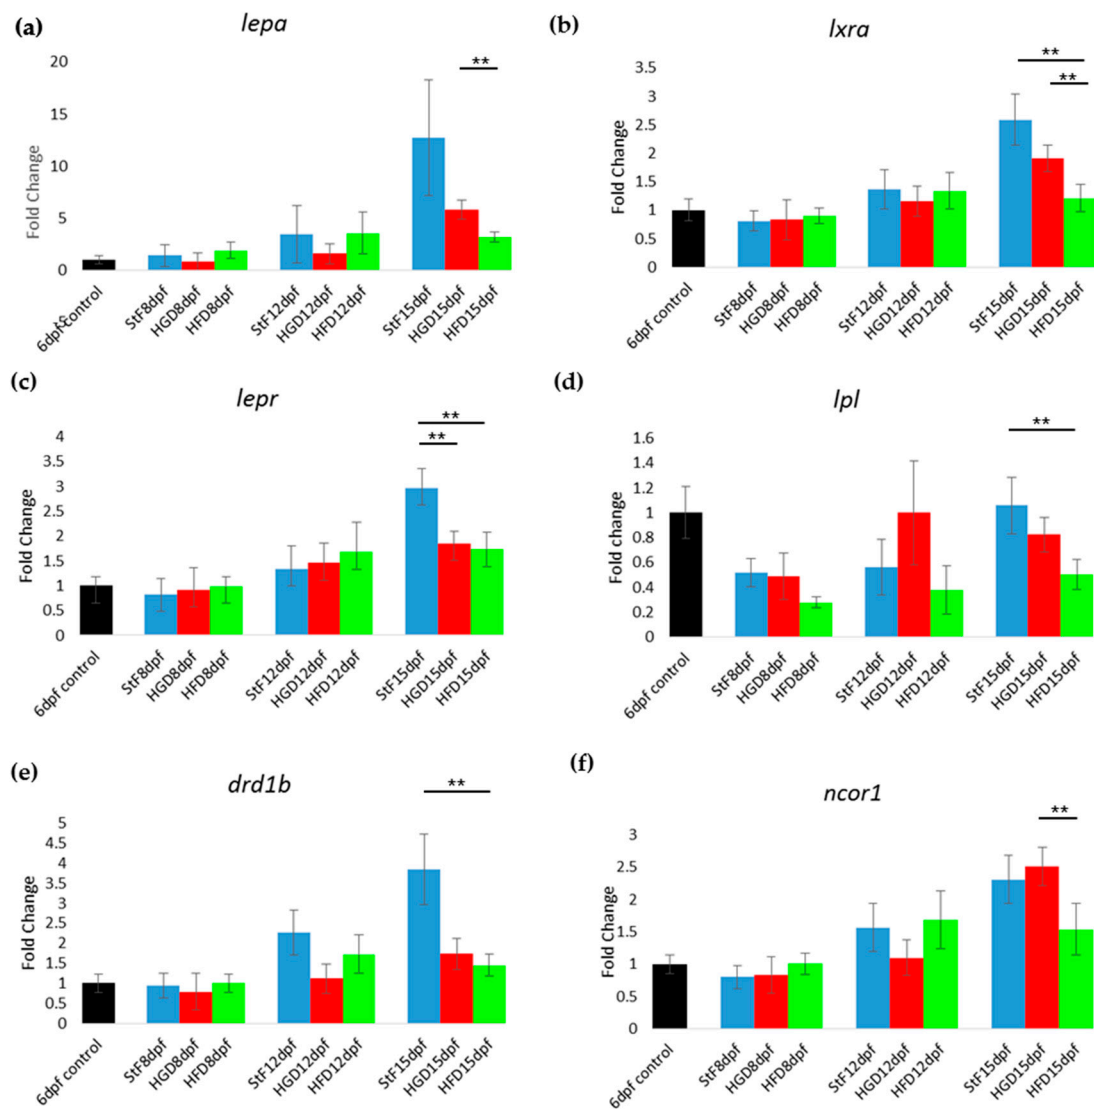 (a)
lepa
20
15
10
5
0
Fold Change
**
6dpf control
StF8dpf
HGD8dpf
HFD8dpf
StF12dpf
HGD12dpf
HFD12dpf
StF15dpf
HGD15dpf
HFD15dpf
(b)
lxra
3.5
3
2.5
2
1.5
1
0.5
0
Fold Change
**
**
6dpf control
StF8dpf
HGD8dpf
HFD8dpf
StF12dpf
HGD12dpf
HFD12dpf
StF15dpf
HGD15dpf
HFD15dpf
(c)
lepr
4
3.5
3
2.5
2
1.5
1
0.5
0
Fold Change
**
**
6dpf control
StF8dpf
HGD8dpf
HFD8dpf
StF12dpf
HGD12dpf
HFD12dpf
StF15dpf
HGD15dpf
HFD15dpf
(d)
lpl
1.6
1.4
1.2
1
0.8
0.6
0.4
0.2
0
Fold change
**
6dpf control
StF8dpf
HGD8dpf
HFD8dpf
StF12dpf
HGD12dpf
HFD12dpf
StF15dpf
HGD15dpf
HFD15dpf
(e)
drd1b
5
4.5
4
3.5
3
2.5
2
1.5
1
0.5
0
Fold Change
**
6dpf control
StF8dpf
HGD8dpf
HFD8dpf
StF12dpf
HGD12dpf
HFD12dpf
StF15dpf
HGD15dpf
HFD15dpf
(f)
ncor1
3
2.5
2
1.5
1
0.5
0
Fold Change
**
6dpf control
StF8dpf
HGD8dpf
HFD8dpf
StF12dpf
HGD12dpf
HFD12dpf
StF15dpf
HGD15dpf
HFD15dpf